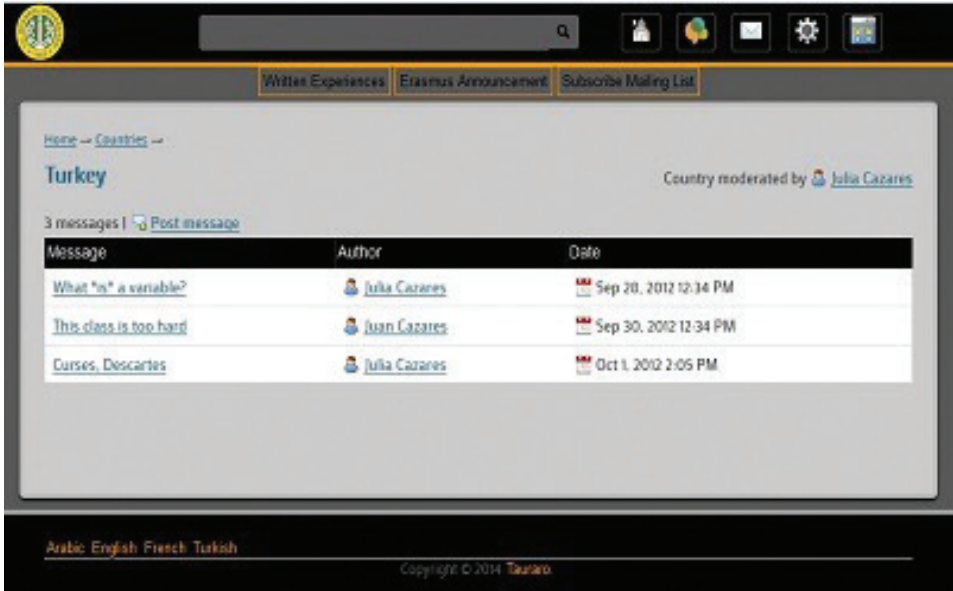 Written Experiences Erasmus Announcement Subscribe Mailing List
Home → Countries →
Turkey
Country moderated by Julia Cazares
3 messages | Post message
Message Author Date
What "is" a variable? Julia Cazares Sep 28, 2012 12:34 PM
This class is too hard Juan Cazares Sep 30, 2012 12:34 PM
Curses, Descartes Julia Cazares Oct 1, 2012 2:05 PM
Arabic English French Turkish
Copyright © 2014 Tauraro.